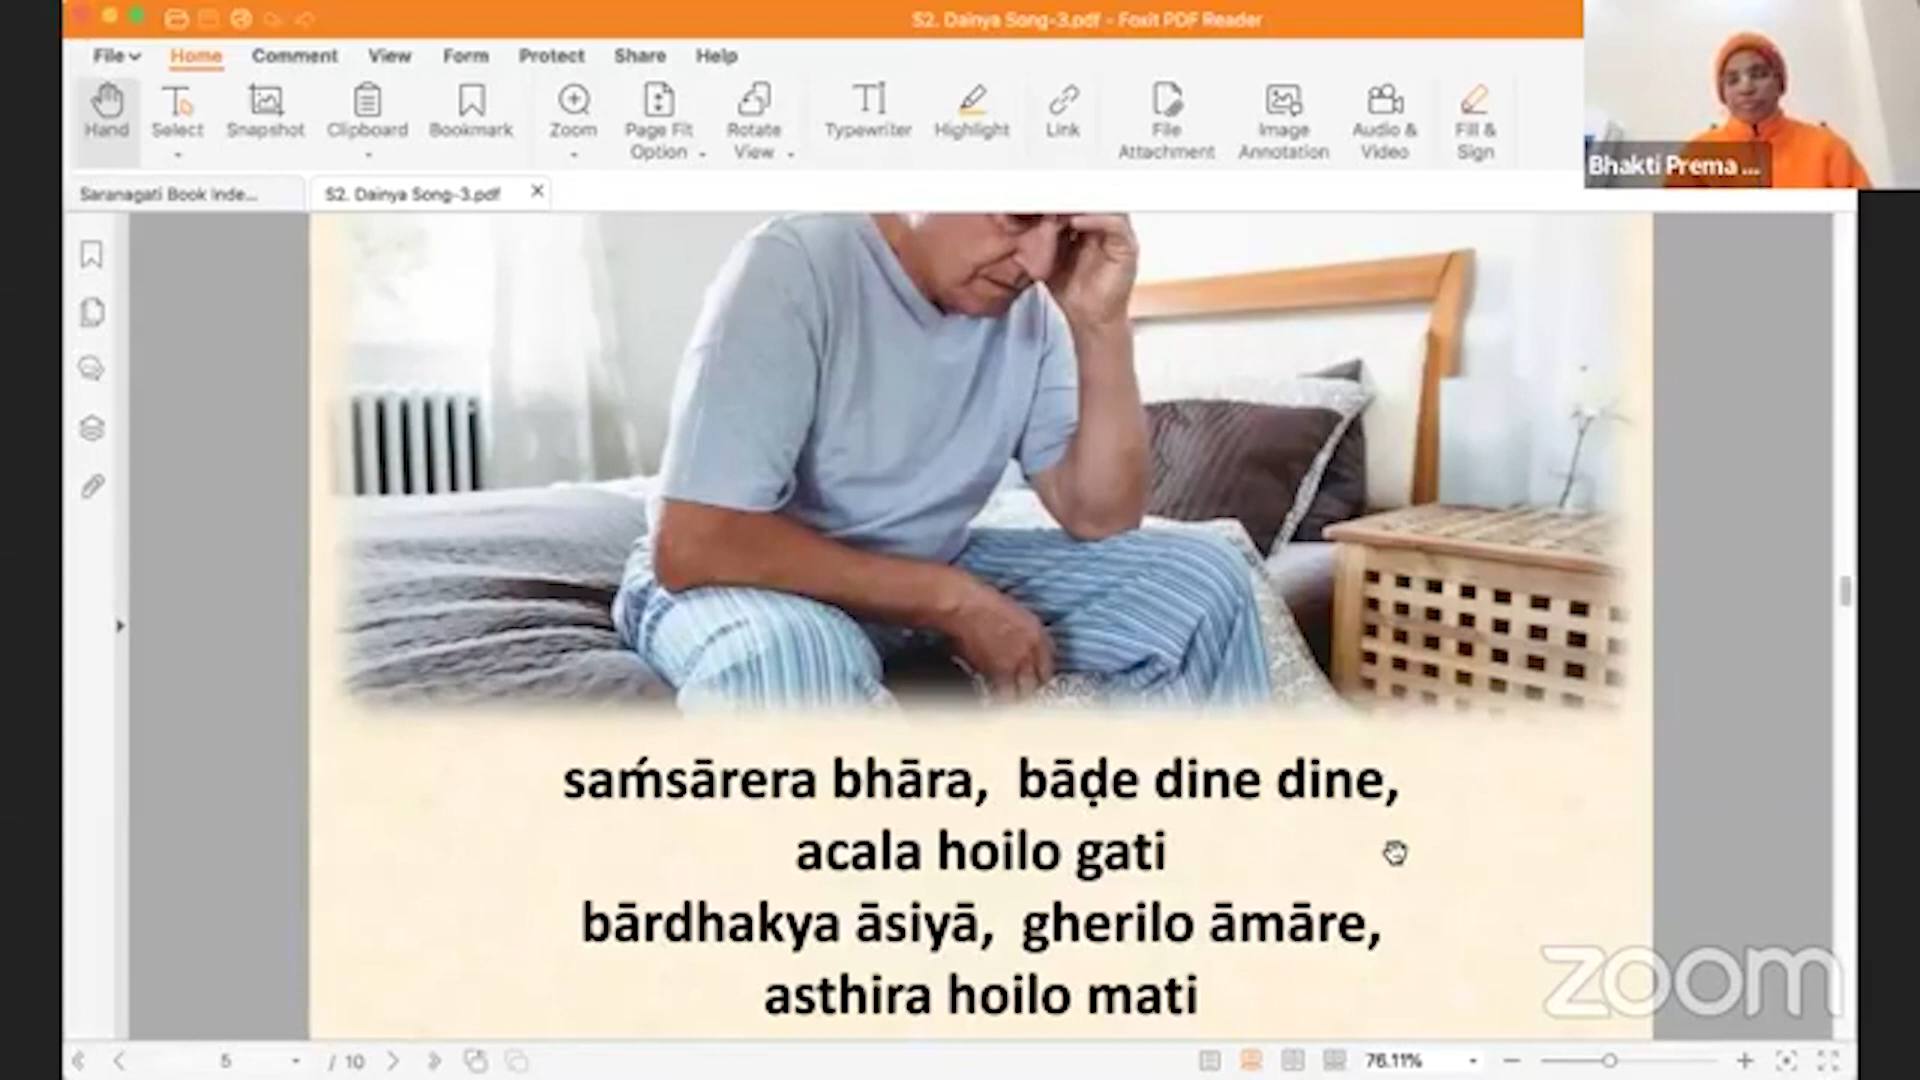 S2. Dainya Song-3.pdf - Foxit PDF Reader
File Home Comment View Form Protect Share Help
Hand Select Snapshot Clipboard Bookmark Zoom Page Fit Option Rotate View Typewriter Highlight Link File Attachment Image Annotation Audio & Video Fill & Sign
Bhakti Prema ...
Saranagati Book Inde... S2. Dainya Song-3.pdf
saḿsārera bhāra, bāḍe dine dine,
acala hoilo gati
bārdhakya āsiyā, gherilo āmāre,
asthira hoilo mati
zoom
5 / 10 76.11%